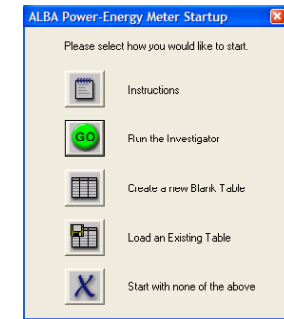 ALBA Power-Energy Meter Startup
Please select how you would like to start.
Instructions
GO
Run the Investigator
Create a new Blank Table
Load an Existing Table
X
Start with none of the above